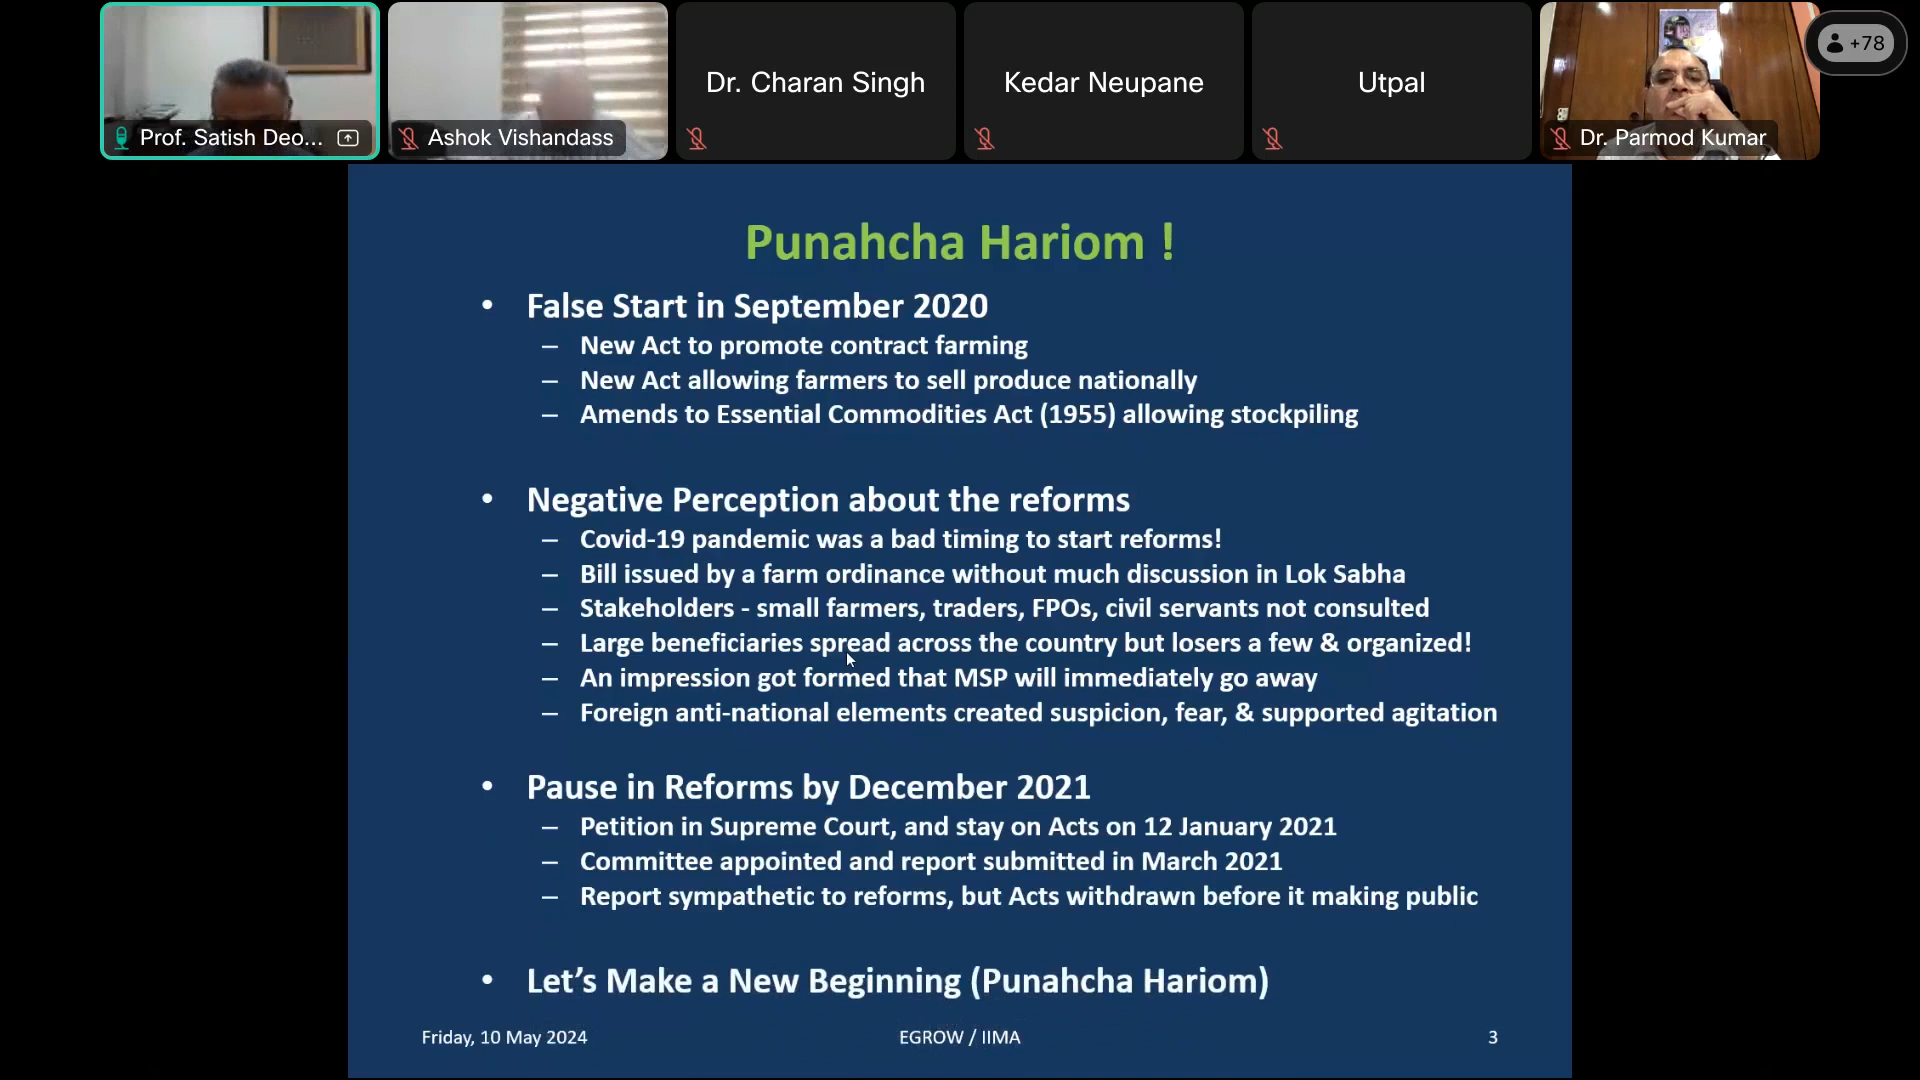 Prof. Satish Deo...
Ashok Vishandass
Dr. Charan Singh
Kedar Neupane
Utpal
Dr. Parmod Kumar
+78
Punahcha Hariom !
• False Start in September 2020
– New Act to promote contract farming
– New Act allowing farmers to sell produce nationally
– Amends to Essential Commodities Act (1955) allowing stockpiling
• Negative Perception about the reforms
– Covid-19 pandemic was a bad timing to start reforms!
– Bill issued by a farm ordinance without much discussion in Lok Sabha
– Stakeholders - small farmers, traders, FPOs, civil servants not consulted
– Large beneficiaries spread across the country but losers a few & organized!
– An impression got formed that MSP will immediately go away
– Foreign anti-national elements created suspicion, fear, & supported agitation
• Pause in Reforms by December 2021
– Petition in Supreme Court, and stay on Acts on 12 January 2021
– Committee appointed and report submitted in March 2021
– Report sympathetic to reforms, but Acts withdrawn before it making public
• Let’s Make a New Beginning (Punahcha Hariom)
Friday, 10 May 2024
EGROW / IIMA
3